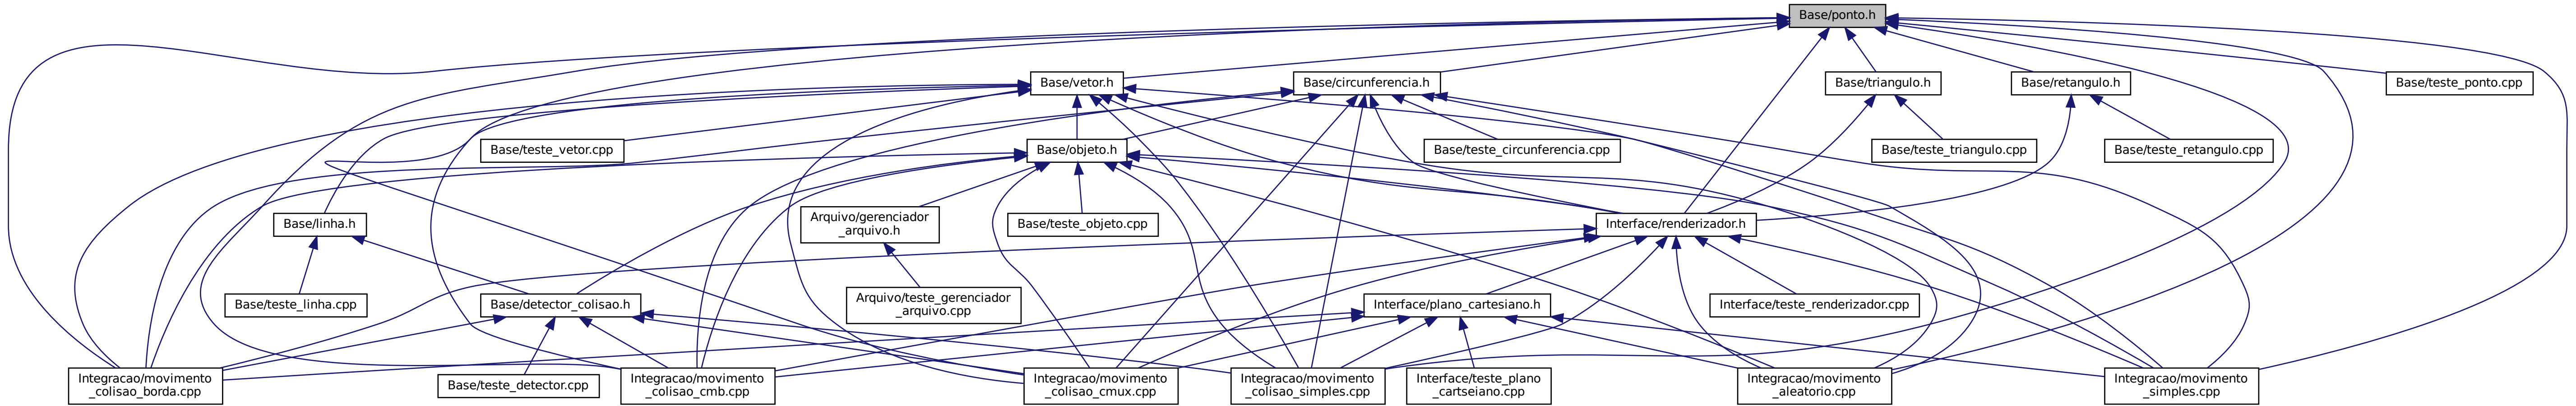 Base/ponto.h
Base/vetor.h
Base/circunferencia.h
Base/triangulo.h
Base/retangulo.h
Base/teste_ponto.cpp
Base/teste_vetor.cpp
Base/objeto.h
Base/teste_circunferencia.cpp
Base/teste_triangulo.cpp
Base/teste_retangulo.cpp
Base/linha.h
Arquivo/gerenciador
_arquivo.h
Base/teste_objeto.cpp
Interface/renderizador.h
Base/teste_linha.cpp
Base/detector_colisao.h
Arquivo/teste_gerenciador
_arquivo.cpp
Interface/plano_cartesiano.h
Interface/teste_renderizador.cpp
Integracao/movimento
_colisao_borda.cpp
Base/teste_detector.cpp
Integracao/movimento
_colisao_cmb.cpp
Integracao/movimento
_colisao_cmux.cpp
Integracao/movimento
_colisao_simples.cpp
Interface/teste_plano
_cartseiano.cpp
Integracao/movimento
_aleatorio.cpp
Integracao/movimento
_simples.cpp